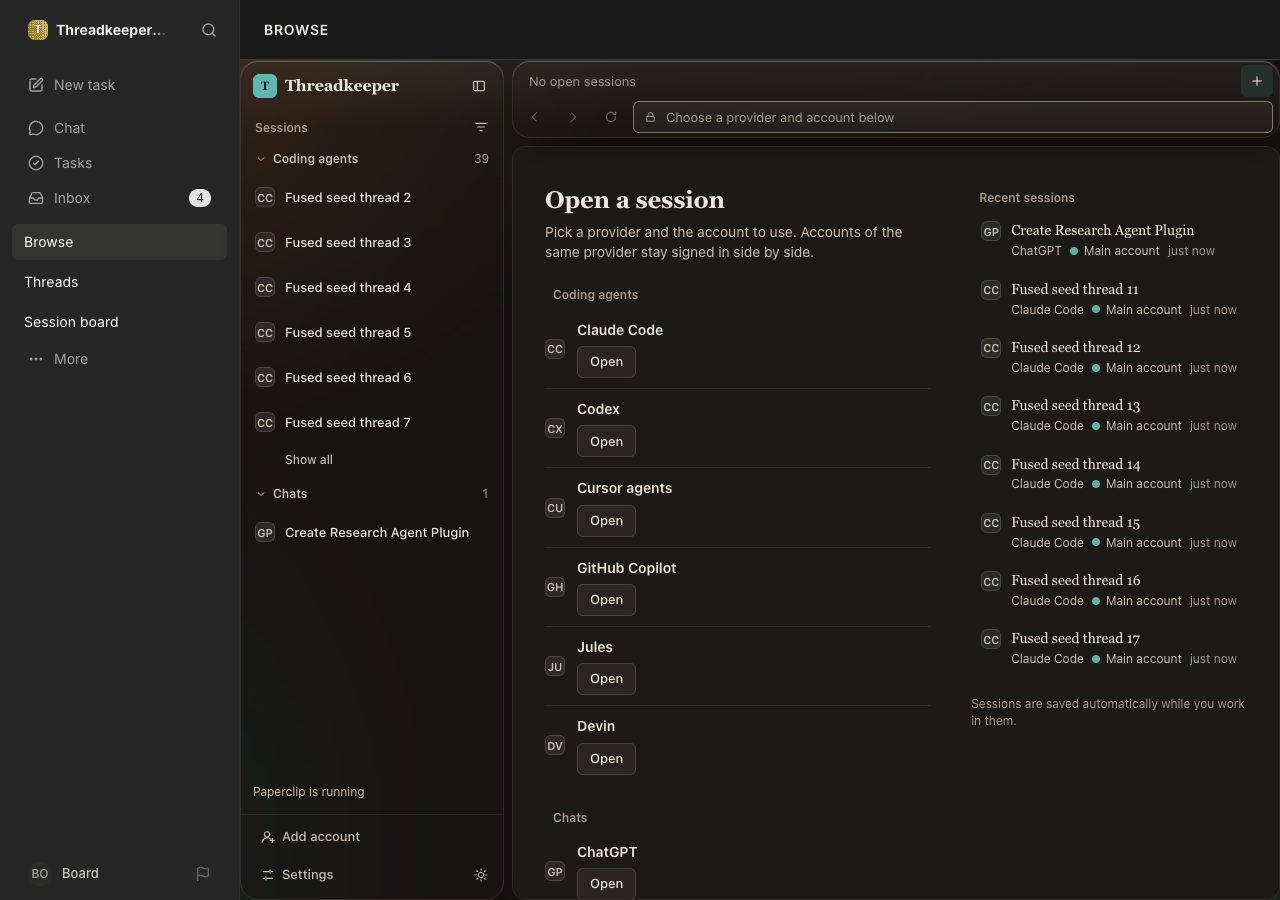 T Threadkeeper...
New task
Chat
Tasks
Inbox 4
Browse
Threads
Session board
More
BO Board
BROWSE
T Threadkeeper
Sessions
Coding agents 39
CC Fused seed thread 2
CC Fused seed thread 3
CC Fused seed thread 4
CC Fused seed thread 5
CC Fused seed thread 6
CC Fused seed thread 7
Show all
Chats 1
GP Create Research Agent Plugin
Paperclip is running
Add account
Settings
No open sessions
Choose a provider and account below
Open a session
Pick a provider and the account to use. Accounts of the
same provider stay signed in side by side.
Coding agents
CC Claude Code
Open
CX Codex
Open
CU Cursor agents
Open
GH GitHub Copilot
Open
JU Jules
Open
DV Devin
Open
Chats
GP ChatGPT
Open
Recent sessions
GP Create Research Agent Plugin
ChatGPT Main account just now
CC Fused seed thread 11
Claude Code Main account just now
CC Fused seed thread 12
Claude Code Main account just now
CC Fused seed thread 13
Claude Code Main account just now
CC Fused seed thread 14
Claude Code Main account just now
CC Fused seed thread 15
Claude Code Main account just now
CC Fused seed thread 16
Claude Code Main account just now
CC Fused seed thread 17
Claude Code Main account just now
Sessions are saved automatically while you work
in them.